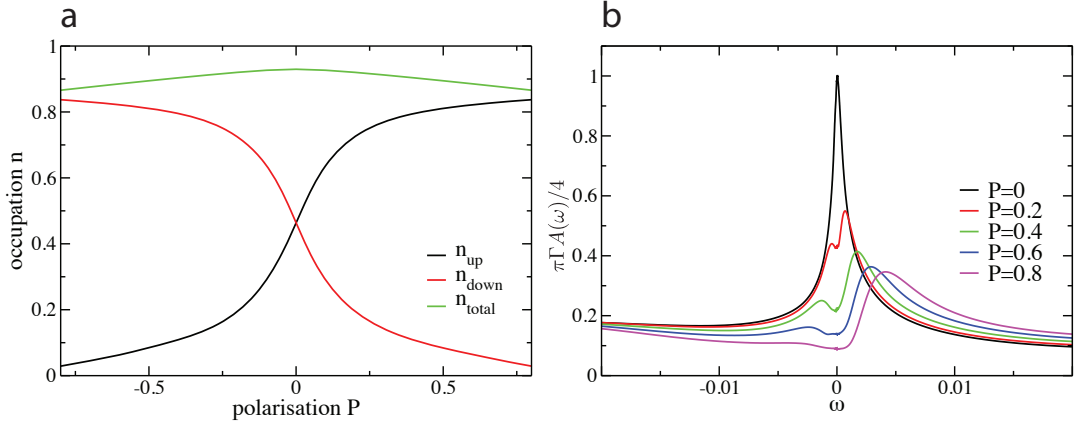 a
1
0.8
0.6
0.4
0.2
0
occupation n
-0.5
0
0.5
polarisation P
n_up
n_down
n_total
b
1
0.8
0.6
0.4
0.2
0
πΓA(ω)/4
-0.01
0
0.01
ω
P=0
P=0.2
P=0.4
P=0.6
P=0.8